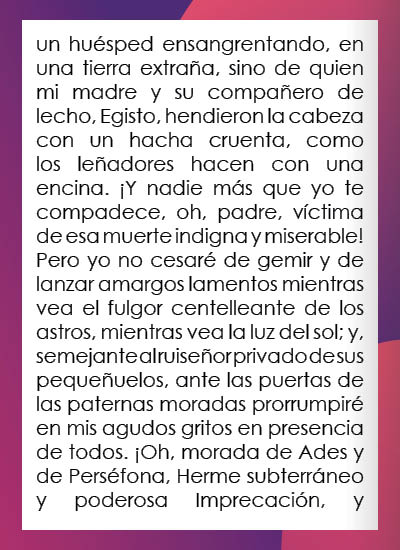 un huésped ensangrentando, en
una tierra extraña, sino de quien
mi madre y su compañero de
lecho, Egisto, hendieron la cabeza
con un hacha cruenta, como
los leñadores hacen con una
encina. ¡Y nadie más que yo te
compadece, oh, padre, víctima
de esa muerte indigna y miserable!
Pero yo no cesaré de gemir y de
lanzar amargos lamentos mientras
vea el fulgor centelleante de los
astros, mientras vea la luz del sol; y,
semejante al ruiseñor privado de sus
pequeñuelos, ante las puertas de
las paternas moradas prorrumpiré
en mis agudos gritos en presencia
de todos. ¡Oh, morada de Ades y
de Perséfona, Herme subterráneo
y poderosa Imprecación, y